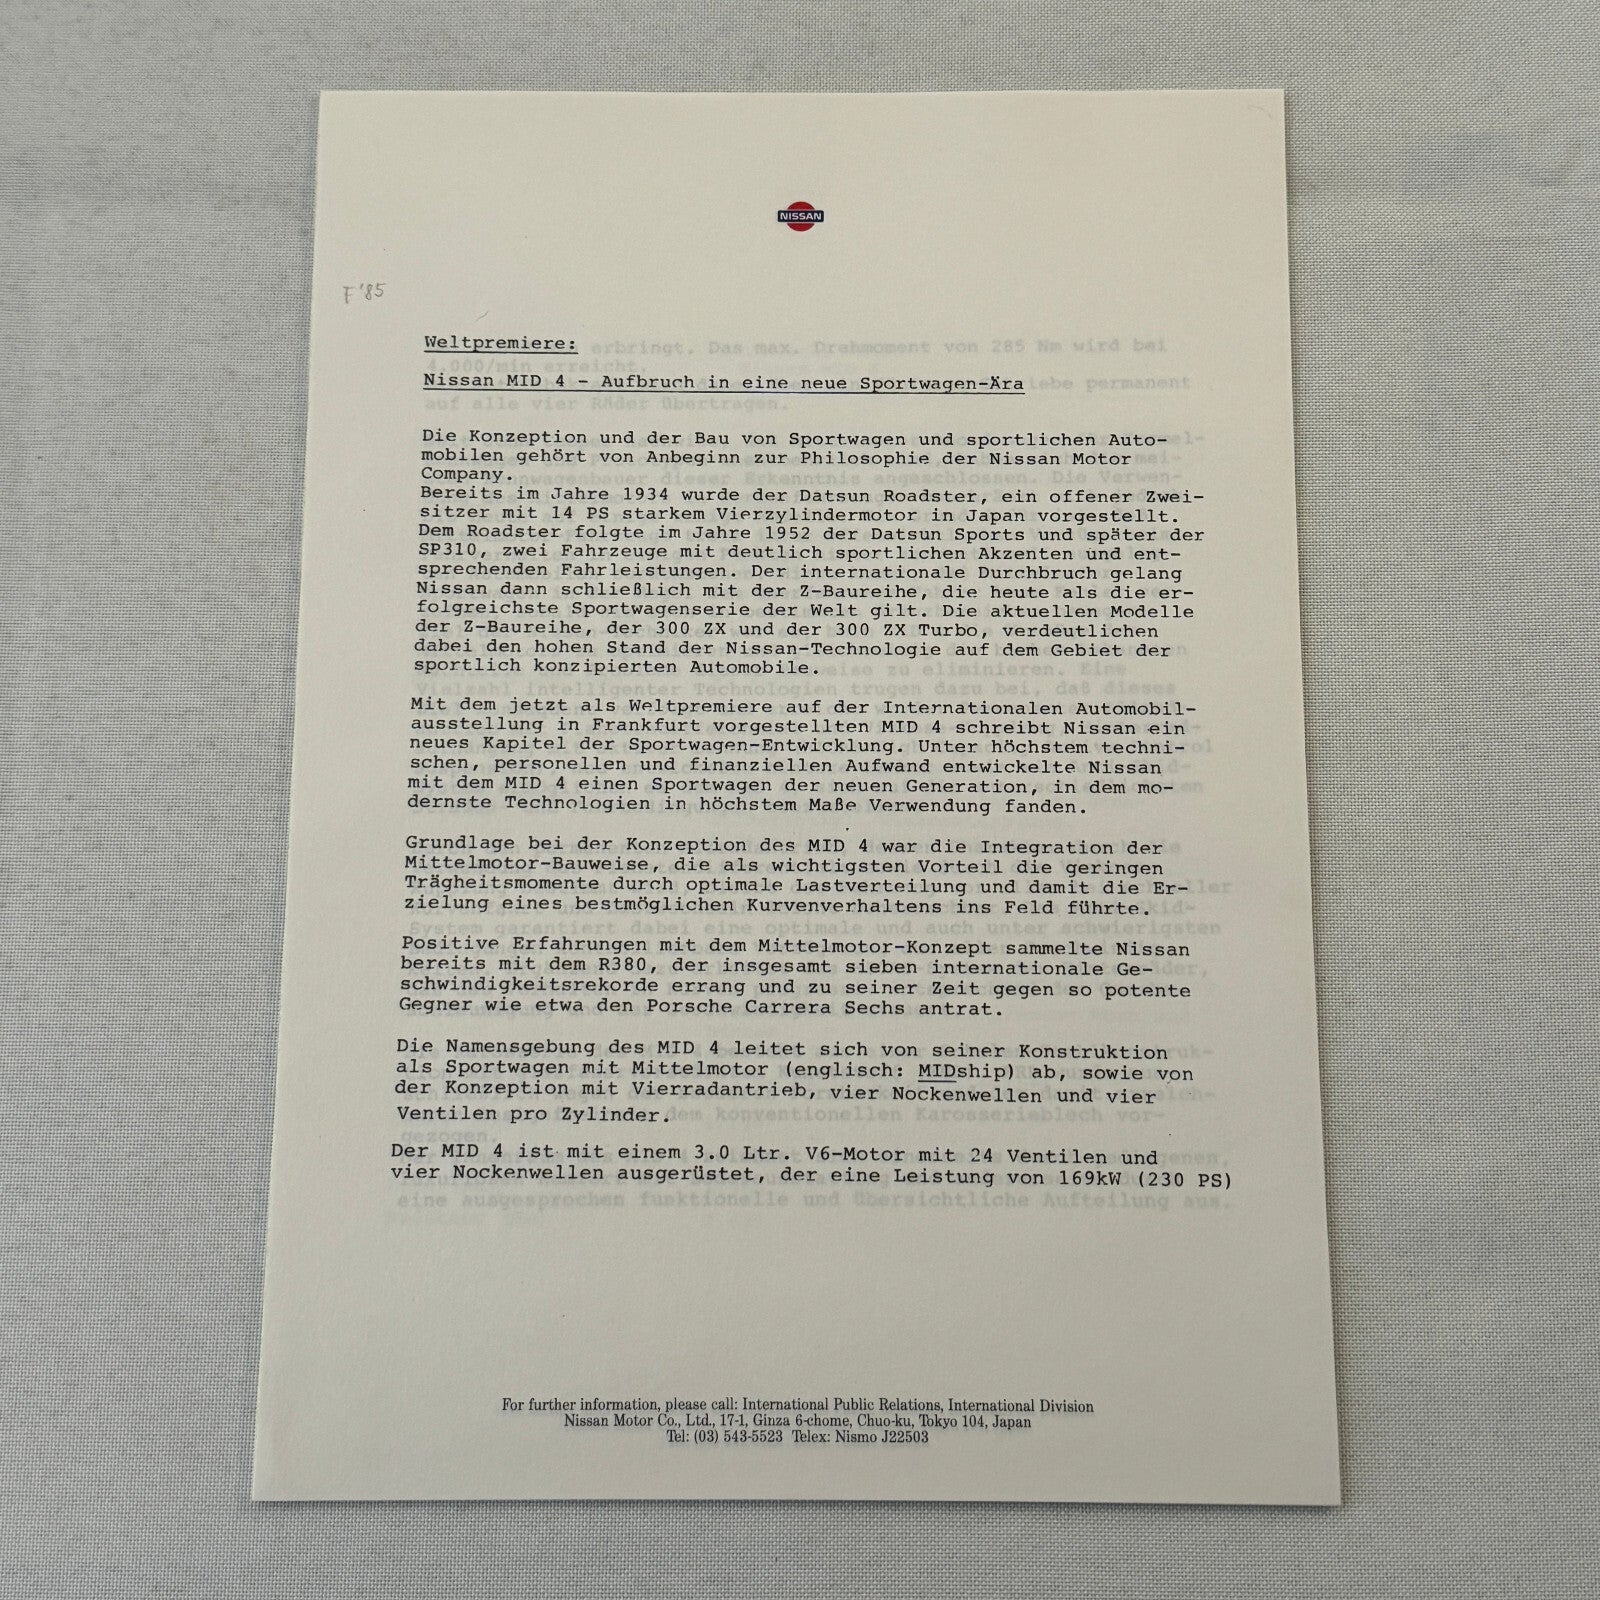 NISSAN
F '85
Weltpremiere:
Nissan MID 4 - Aufbruch in eine neue Sportwagen-Ära
Die Konzeption und der Bau von Sportwagen und sportlichen Auto-
mobilen gehört von Anbeginn zur Philosophie der Nissan Motor
Company.
Bereits im Jahre 1934 wurde der Datsun Roadster, ein offener Zwei-
sitzer mit 14 PS starkem Vierzylindermotor in Japan vorgestellt.
Dem Roadster folgte im Jahre 1952 der Datsun Sports und später der
SP310, zwei Fahrzeuge mit deutlich sportlichen Akzenten und ent-
sprechenden Fahrleistungen. Der internationale Durchbruch gelang
Nissan dann schließlich mit der Z-Baureihe, die heute als die er-
folgreichste Sportwagenserie der Welt gilt. Die aktuellen Modelle
der Z-Baureihe, der 300 ZX und der 300 ZX Turbo, verdeutlichen
dabei den hohen Stand der Nissan-Technologie auf dem Gebiet der
sportlich konzipierten Automobile.
Mit dem jetzt als Weltpremiere auf der Internationalen Automobil-
ausstellung in Frankfurt vorgestellten MID 4 schreibt Nissan ein
neues Kapitel der Sportwagen-Entwicklung. Unter höchstem techni-
schen, personellen und finanziellen Aufwand entwickelte Nissan
mit dem MID 4 einen Sportwagen der neuen Generation, in dem mo-
dernste Technologien in höchstem Maße Verwendung fanden.
Grundlage bei der Konzeption des MID 4 war die Integration der
Mittelmotor-Bauweise, die als wichtigsten Vorteil die geringen
Trägheitsmomente durch optimale Lastverteilung und damit die Er-
zielung eines bestmöglichen Kurvenverhaltens ins Feld führte.
Positive Erfahrungen mit dem Mittelmotor-Konzept sammelte Nissan
bereits mit dem R380, der insgesamt sieben internationale Ge-
schwindigkeitsrekorde errang und zu seiner Zeit gegen so potente
Gegner wie etwa den Porsche Carrera Sechs antrat.
Die Namensgebung des MID 4 leitet sich von seiner Konstruktion
als Sportwagen mit Mittelmotor (englisch: MIDship) ab, sowie von
der Konzeption mit Vierradantrieb, vier Nockenwellen und vier
Ventilen pro Zylinder.
Der MID 4 ist mit einem 3.0 Ltr. V6-Motor mit 24 Ventilen und
vier Nockenwellen ausgerüstet, der eine Leistung von 169kW (230 PS)
For further information, please call: International Public Relations, International Division
Nissan Motor Co., Ltd., 17-1, Ginza 6-chome, Chuo-ku, Tokyo 104, Japan
Tel: (03) 543-5523 Telex: Nismo J22503